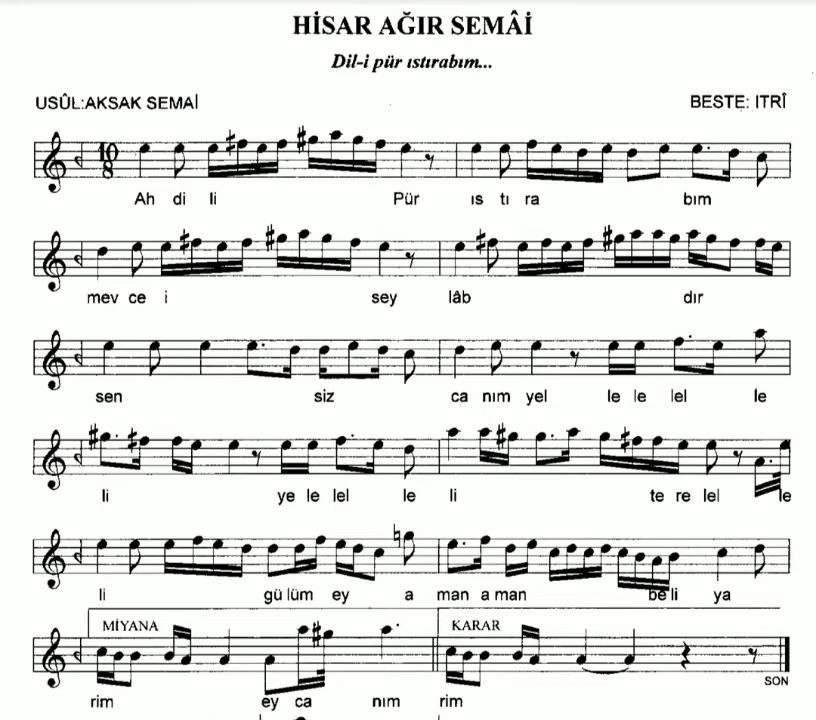 HİSAR AĞIR SEMÂİ
Dil-i pür ıstırabım...
USÛL:AKSAK SEMAİ BESTE: ITRÎ
10
8
Ah di li Pür ıs tı ra bım
mev ce i sey lâb dır
sen siz ca nım yel le le lel le
li ye le lel le li te re lel le
li gü lüm ey a man a man be li ya
MİYANA KARAR
SON
rim ey ca nım rim